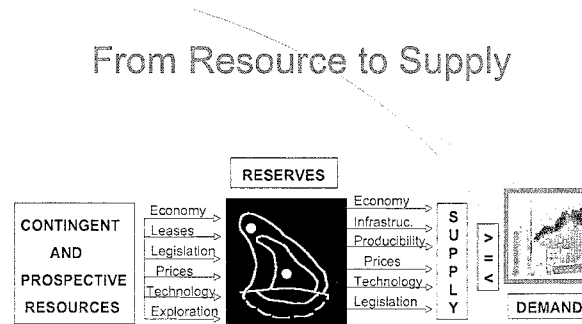 From Resource to Supply
RESERVES
CONTINGENT
AND
PROSPECTIVE
RESOURCES
Economy
Leases
Legislation
Prices
Technology
Exploration
Economy
Infrastruc.
Producibility
Prices
Technology
Legislation
SUPPLY
>
=
<
DEMAND